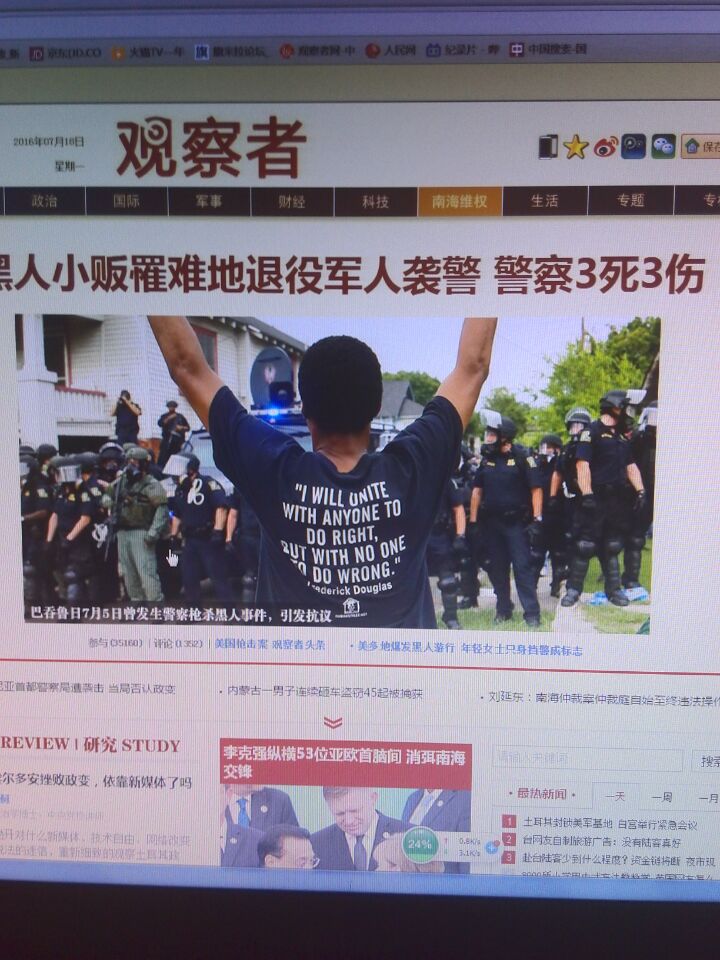 京东JD.CO
火猫TV—年
旗
观察者网-中
人民网
纪录片 -
中国搜索-国
2016年07月18日
星期一
观察者
政治
国际
军事
财经
科技
南海维权
生活
专题
黑人小贩罹难地退役军人袭警 警察3死3伤
"I WILL UNITE
WITH ANYONE TO
DO RIGHT,
BUT WITH NO ONE
TO DO WRONG."
Frederick Douglas
巴吞鲁日7月5日曾发生警察枪杀黑人事件，引发抗议
参与(35160) | 评论(1352) | 美国枪击案 观察者头条
· 美多地爆发黑人游行 年轻女士只身挡警成标志
尼亚首都警察局遭袭击 当局否认政变
· 内蒙古一男子连续砸车盗窃45起被擒获
· 刘延东：南海仲裁案仲裁庭自始至终违法操作
REVIEW | 研究 STUDY
尔多安挫败政变，依靠新媒体了吗
李克强纵横53位亚欧首脑间 消弭南海
交锋
请输入关键词
搜索
· 最热新闻 ·
一天
一周
一月
1 土耳其封锁美军基地 白宫举行紧急会议
2 台网友自制旅游广告：没有陆客真好
3 赴台陆客少到什么程度？资金链将断 夜市现
24%
0.8K/s
3.1K/s